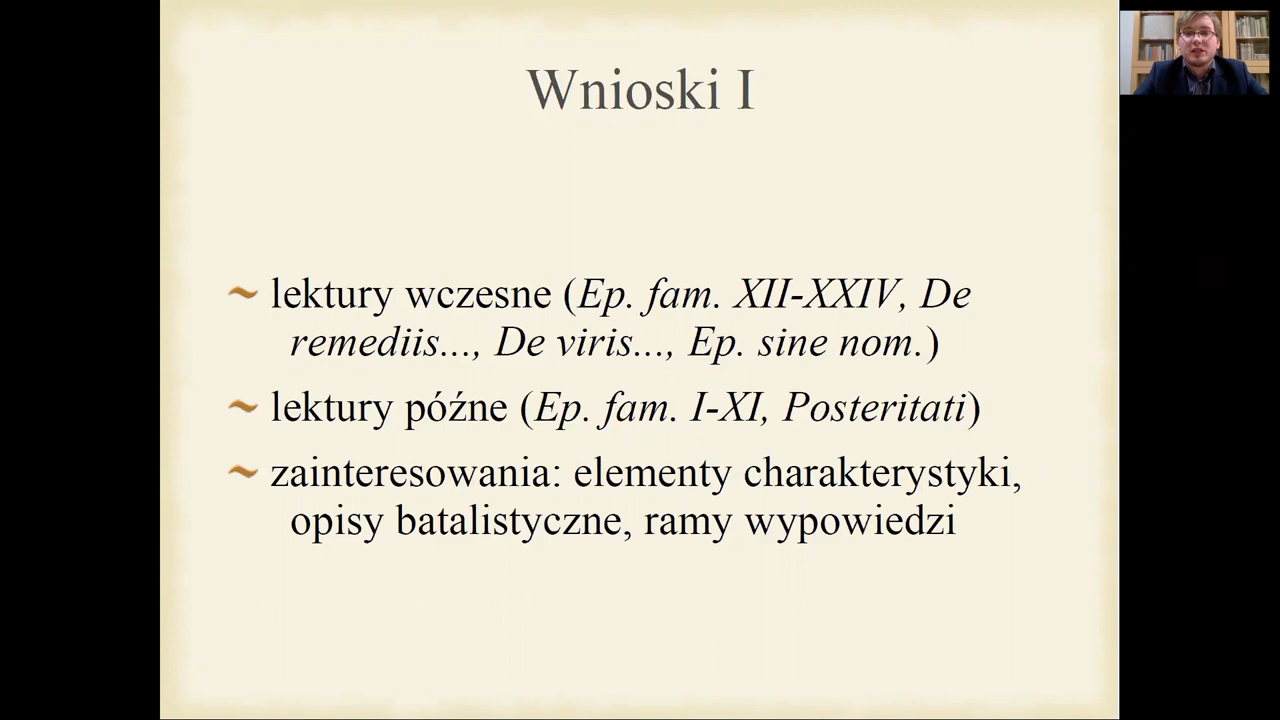 Wnioski I
lektury wczesne (Ep. fam. XII-XXIV, De
remediis..., De viris..., Ep. sine nom.)
lektury późne (Ep. fam. I-XI, Posteritati)
zainteresowania: elementy charakterystyki,
opisy batalistyczne, ramy wypowiedzi